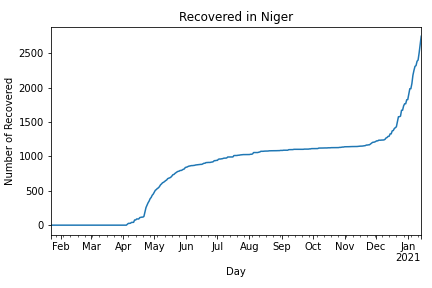 Recovered in Niger
Number of Recovered
2500
2000
1500
1000
500
0
Feb Mar Apr May Jun Jul Aug Sep Oct Nov Dec Jan
2021
Day